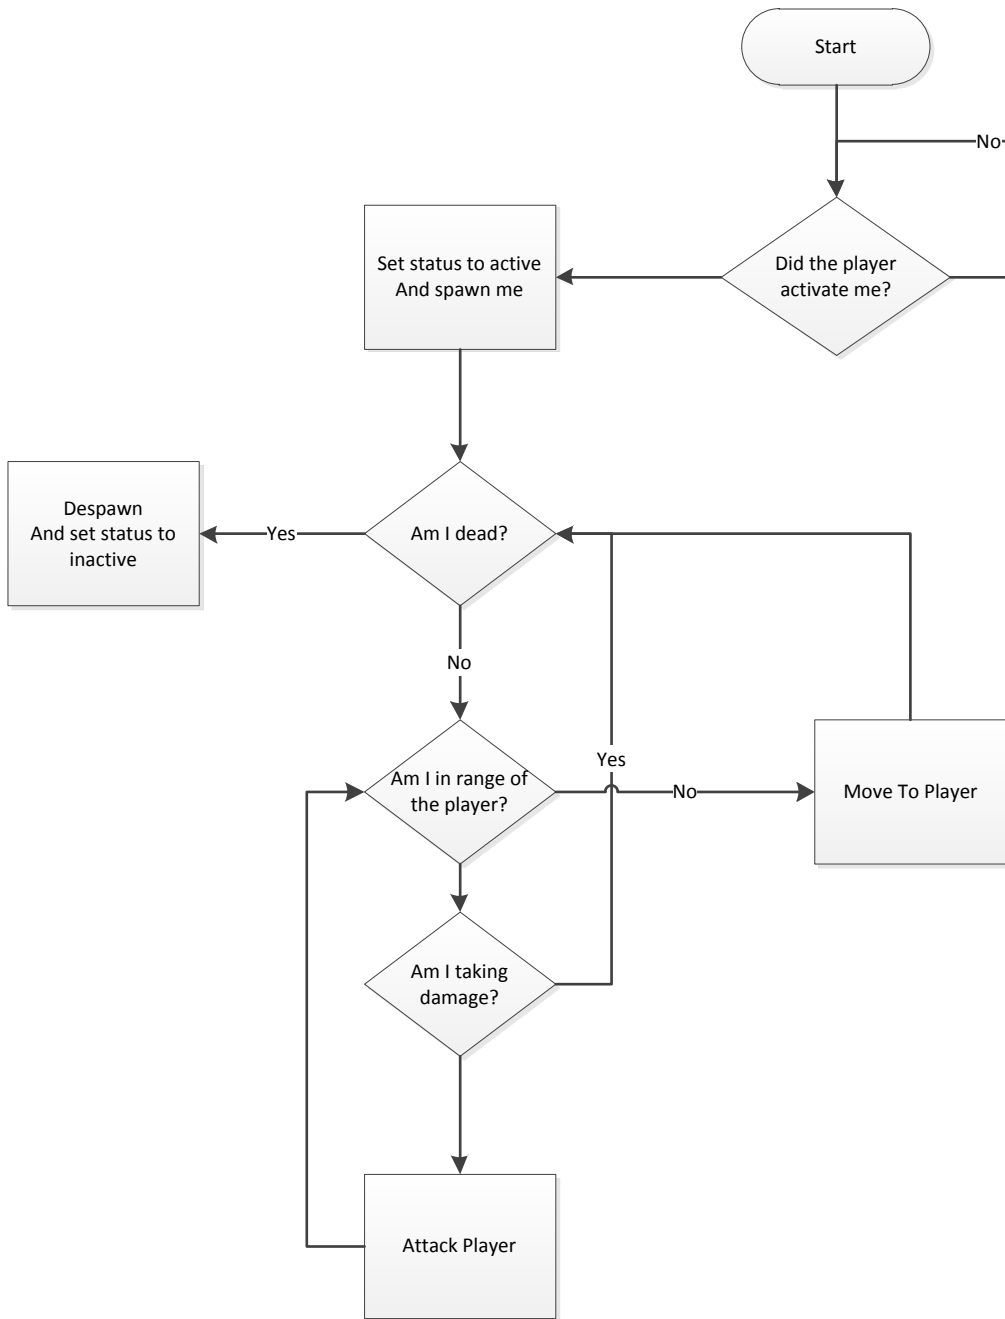 Start
No
Did the player
activate me?
Set status to active
And spawn me
Am I dead?
Yes
Despawn
And set status to
inactive
No
Am I in range of
the player?
Yes
No
Move To Player
Am I taking
damage?
Attack Player